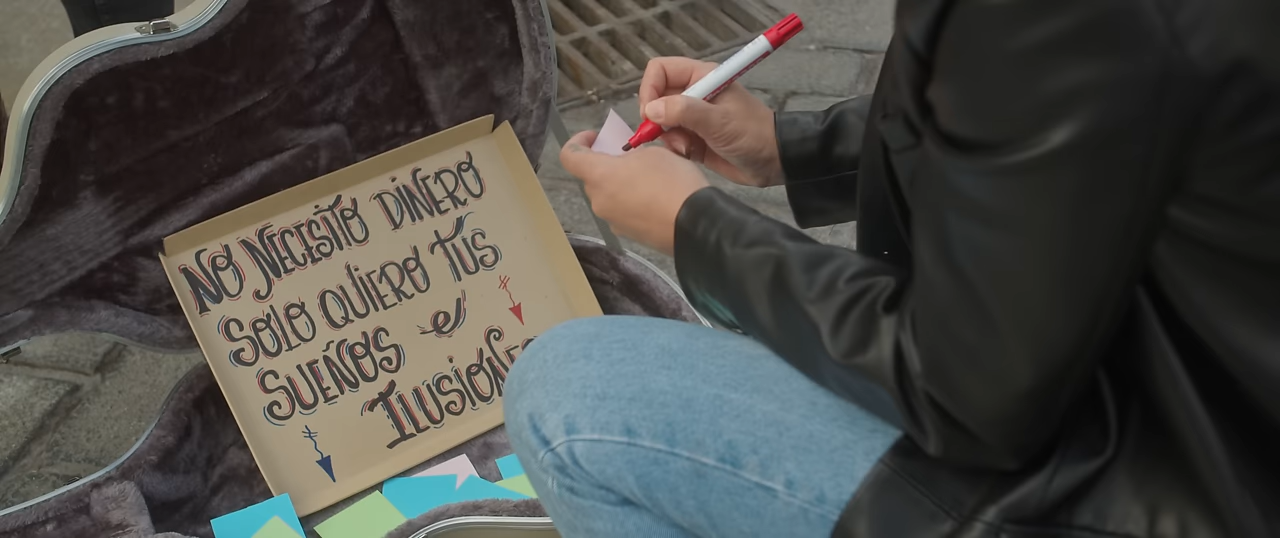 NO NECESITO DINERO
SOLO QUIERO TUS
SUEÑOS e
ILUSIONES